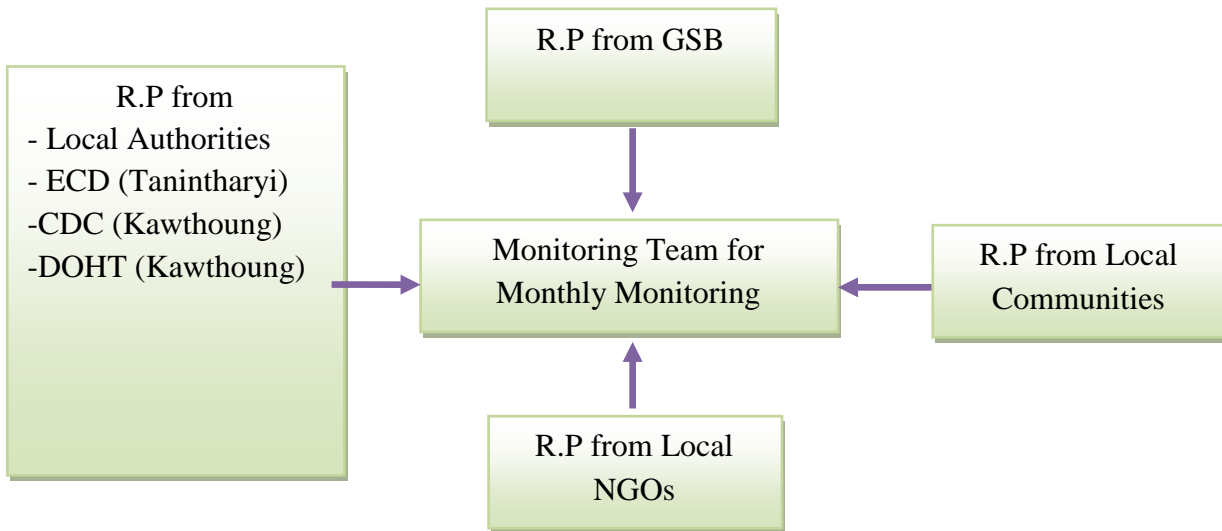 R.P from GSB
R.P from
- Local Authorities
- ECD (Tanintharyi)
-CDC (Kawthoung)
-DOHT (Kawthoung)
Monitoring Team for
Monthly Monitoring
R.P from Local
Communities
R.P from Local
NGOs